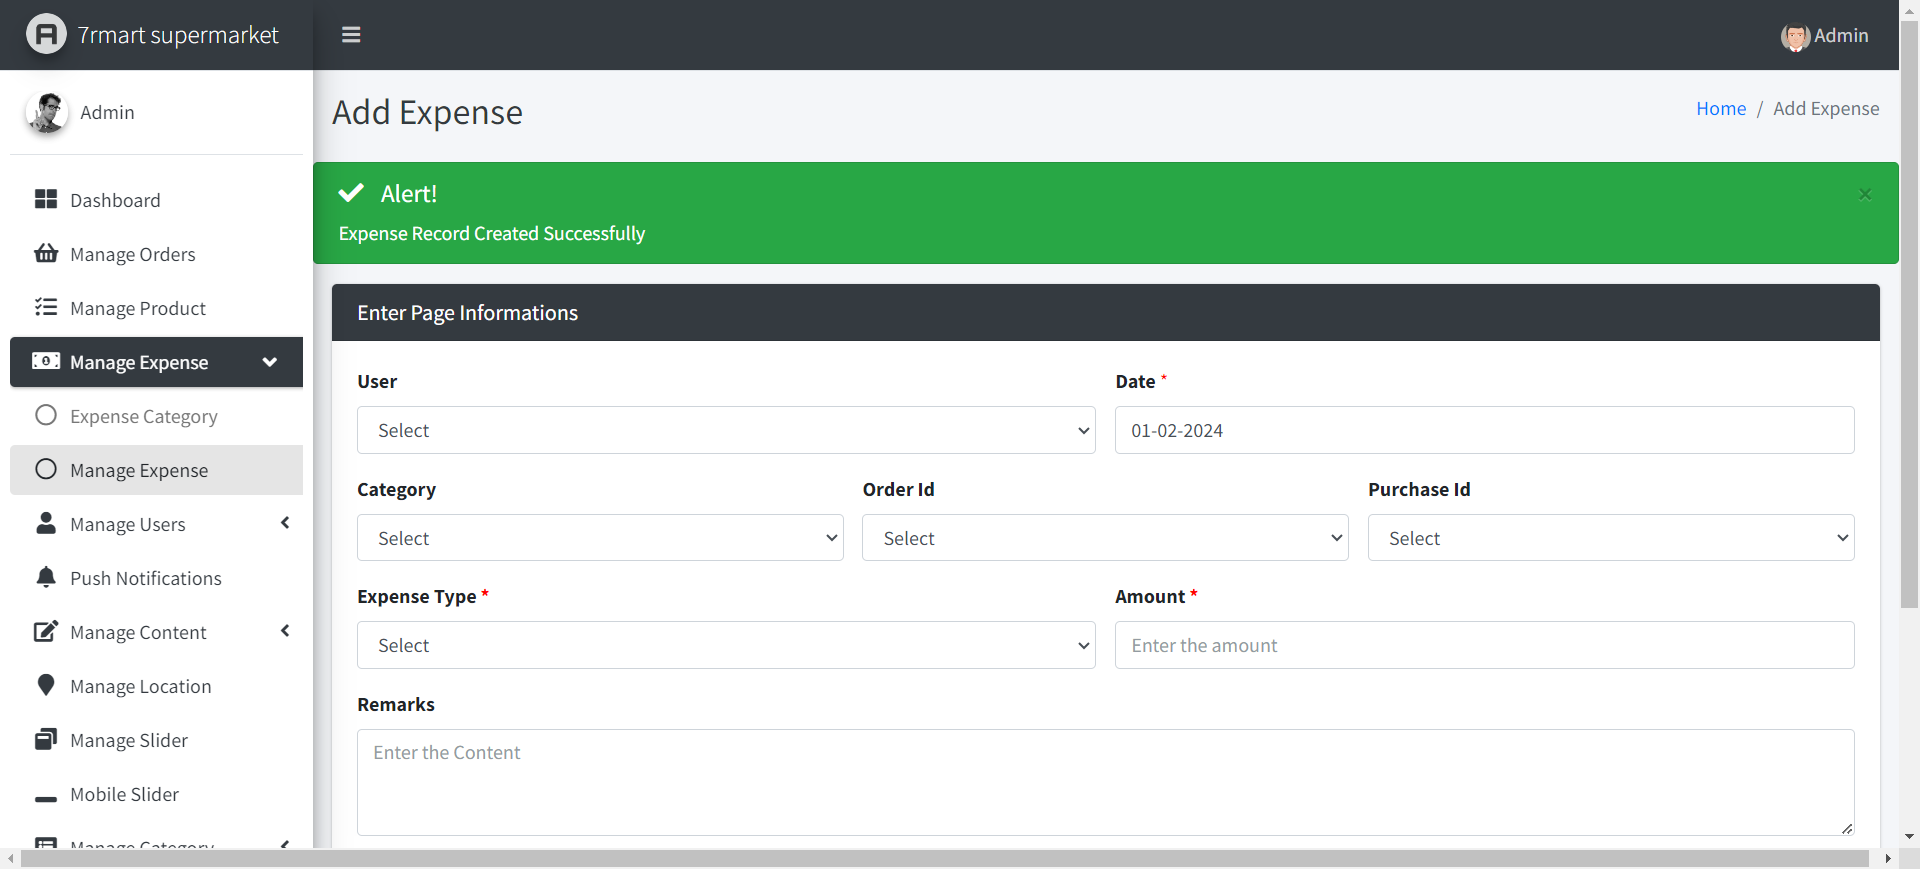 7rmart supermarket
Admin
Admin
Add Expense
Home / Add Expense
Dashboard
Manage Orders
Manage Product
Manage Expense
Expense Category
Manage Expense
Manage Users
Push Notifications
Manage Content
Manage Location
Manage Slider
Mobile Slider
Manage Category
Alert!
×
Expense Record Created Successfully
Enter Page Informations
User
Date *
Select
01-02-2024
Category
Order Id
Purchase Id
Select
Select
Select
Expense Type *
Amount *
Select
Enter the amount
Remarks
Enter the Content